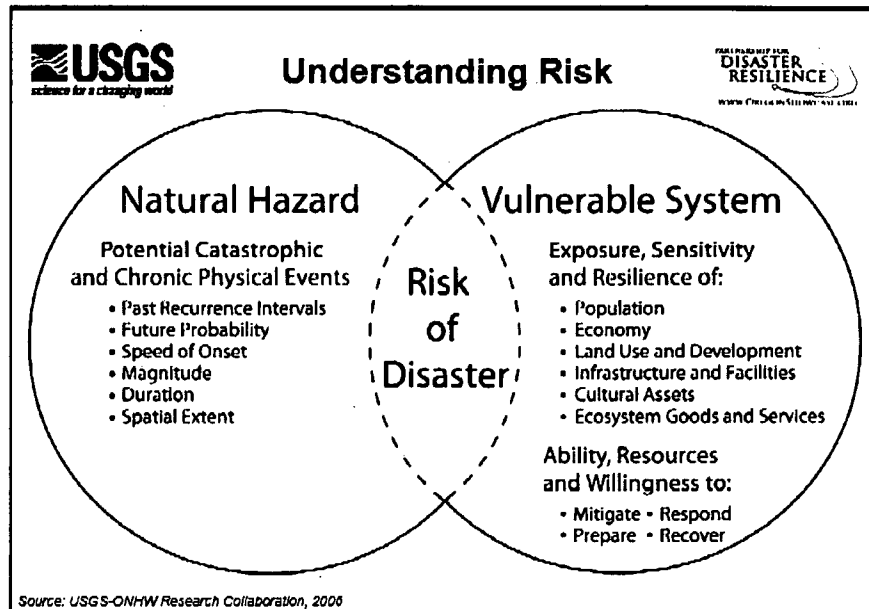 USGS
science for a changing world
Understanding Risk
PARTNERSHIP FOR
DISASTER
RESILIENCE
Natural Hazard
Potential Catastrophic
and Chronic Physical Events
• Past Recurrence Intervals
• Future Probability
• Speed of Onset
• Magnitude
• Duration
• Spatial Extent
Risk
of
Disaster
Vulnerable System
Exposure, Sensitivity
and Resilience of:
• Population
• Economy
• Land Use and Development
• Infrastructure and Facilities
• Cultural Assets
• Ecosystem Goods and Services
Ability, Resources
and Willingness to:
• Mitigate • Respond
• Prepare • Recover
Source: USGS-ONHW Research Collaboration, 2006